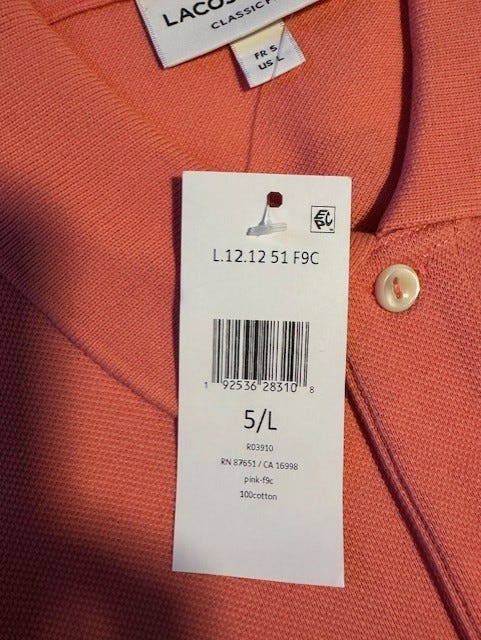 LACOS
CLASSIC
FR 5
US L
EPC
L.12.12 51 F9C
1 92536 28310 8
5/L
R03910
RN 87651 / CA 16998
pink-f9c
100cotton